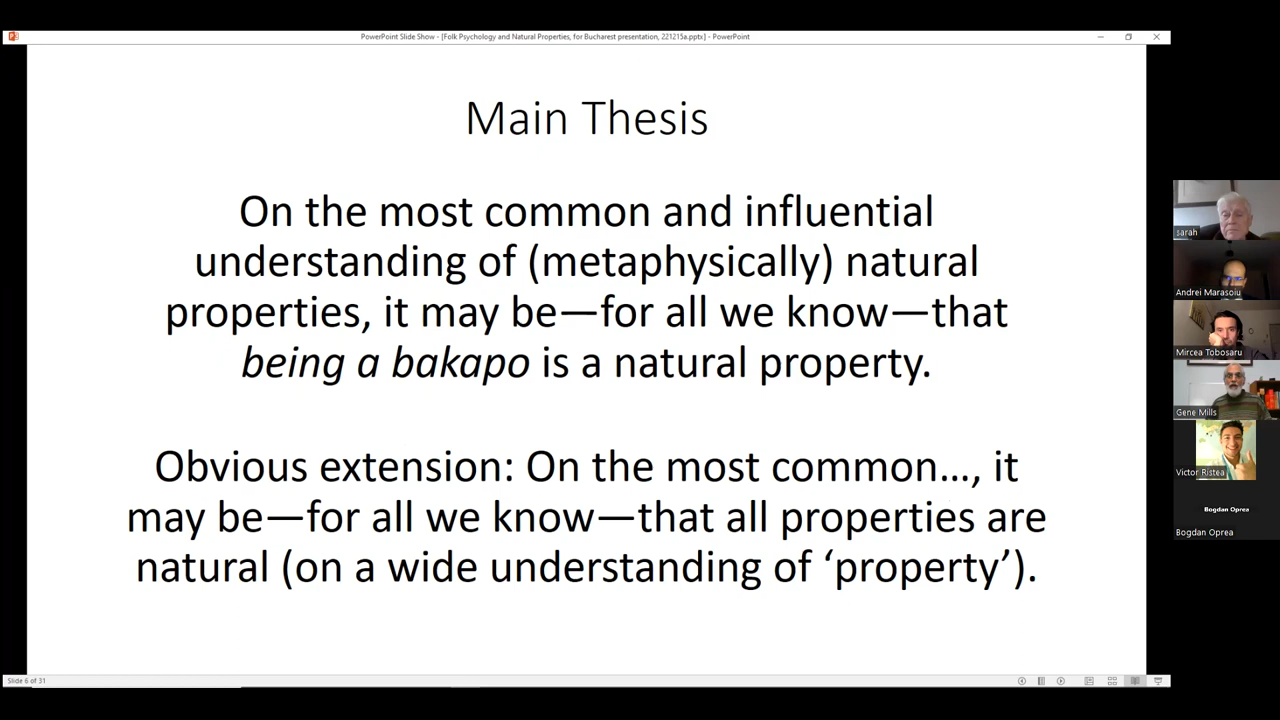 PowerPoint Slide Show - [Folk Psychology and Natural Properties, for Bucharest presentation, 221215a.pptx] - PowerPoint
Main Thesis
On the most common and influential
understanding of (metaphysically) natural
properties, it may be—for all we know—that
being a bakapo is a natural property.
Obvious extension: On the most common…, it
may be—for all we know—that all properties are
natural (on a wide understanding of ‘property’).
sarah
Andrei Marasoiu
Mircea Tobosaru
Gene Mills
Victor Ristea
Bogdan Oprea
Bogdan Oprea
Slide 6 of 31